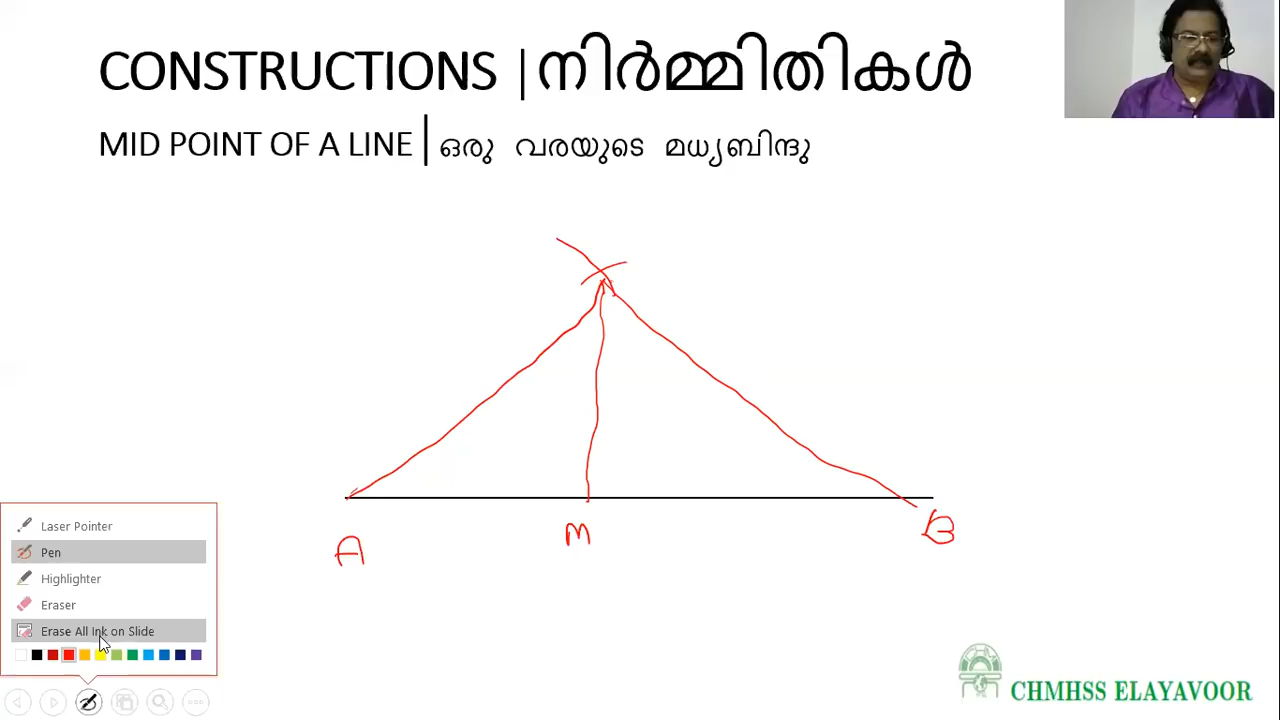 CONSTRUCTIONS | നിർമ്മിതികൾ
MID POINT OF A LINE | ഒരു വരയുടെ മധ്യബിന്ദു
A
M
B
Laser Pointer
Pen
Highlighter
Eraser
Erase All Ink on Slide
CHMHSS ELAYAVOOR